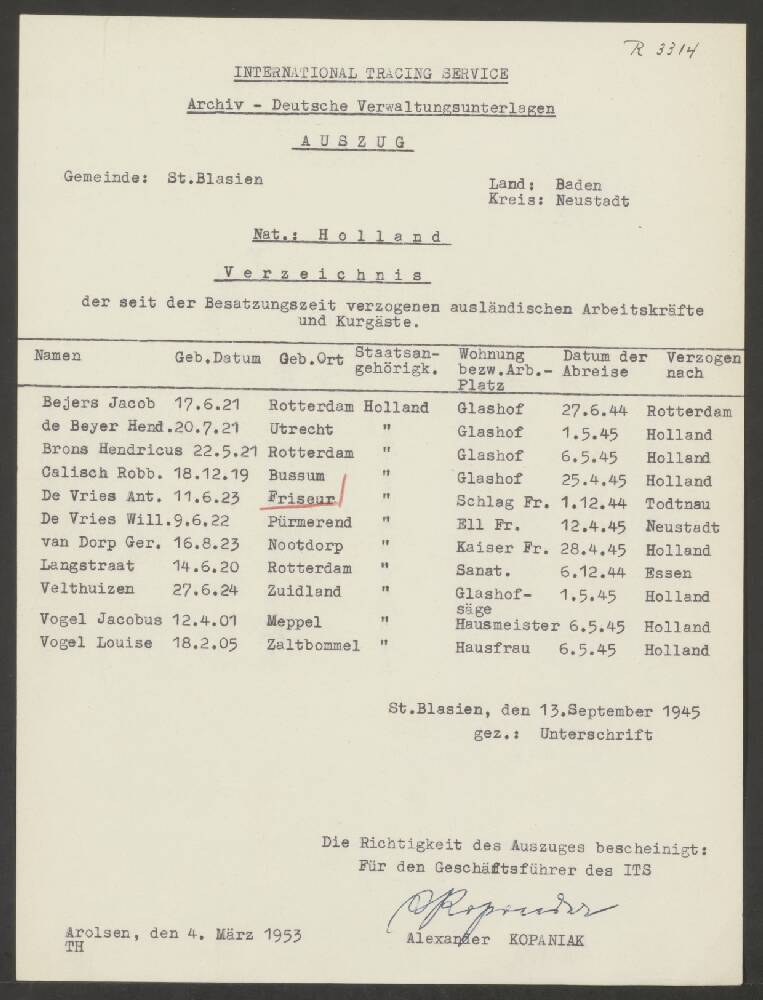 R 3314
INTERNATIONAL TRACING SERVICE
Archiv - Deutsche Verwaltungsunterlagen
A U S Z U G
Gemeinde: St.Blasien
Land: Baden
Kreis: Neustadt
Nat.: H o l l a n d
V e r z e i c h n i s
der seit der Besatzungszeit verzogenen ausländischen Arbeitskräfte
und Kurgäste.
Namen Geb.Datum Geb.Ort Staatsan- gehörigk. Wohnung bezw.Arb.- Platz Datum der Abreise Verzogen nach
Bejers Jacob 17.6.21 Rotterdam Holland Glashof 27.6.44 Rotterdam
de Beyer Hend.20.7.21 Utrecht " Glashof 1.5.45 Holland
Brons Hendricus 22.5.21 Rotterdam " Glashof 6.5.45 Holland
Calisch Robb. 18.12.19 Bussum " Glashof 25.4.45 Holland
De Vries Ant. 11.6.23 Friseur " Schlag Fr. 1.12.44 Todtnau
De Vries Will.9.6.22 Pürmerend " Ell Fr. 12.4.45 Neustadt
van Dorp Ger. 16.8.23 Nootdorp " Kaiser Fr. 28.4.45 Holland
Langstraat 14.6.20 Rotterdam " Sanat. 6.12.44 Essen
Velthuizen 27.6.24 Zuidland " Glashof- säge 1.5.45 Holland
Vogel Jacobus 12.4.01 Meppel " Hausmeister 6.5.45 Holland
Vogel Louise 18.2.05 Zaltbommel " Hausfrau 6.5.45 Holland
St.Blasien, den 13.September 1945
gez.: Unterschrift
Die Richtigkeit des Auszuges bescheinigt:
Für den Geschäftsführer des ITS
Arolsen, den 4. März 1953
TH
Alexander KOPANIAK